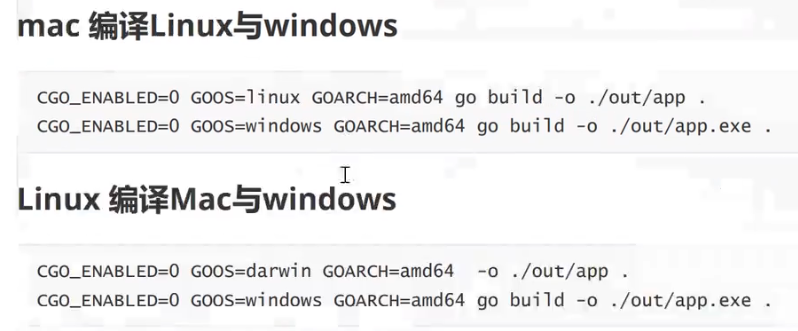 mac 编译Linux与windows
CGO_ENABLED=0 GOOS=linux GOARCH=amd64 go build -o ./out/app .
CGO_ENABLED=0 GOOS=windows GOARCH=amd64 go build -o ./out/app.exe .
Linux 编译Mac与windows
CGO_ENABLED=0 GOOS=darwin GOARCH=amd64  -o ./out/app .
CGO_ENABLED=0 GOOS=windows GOARCH=amd64 go build -o ./out/app.exe .